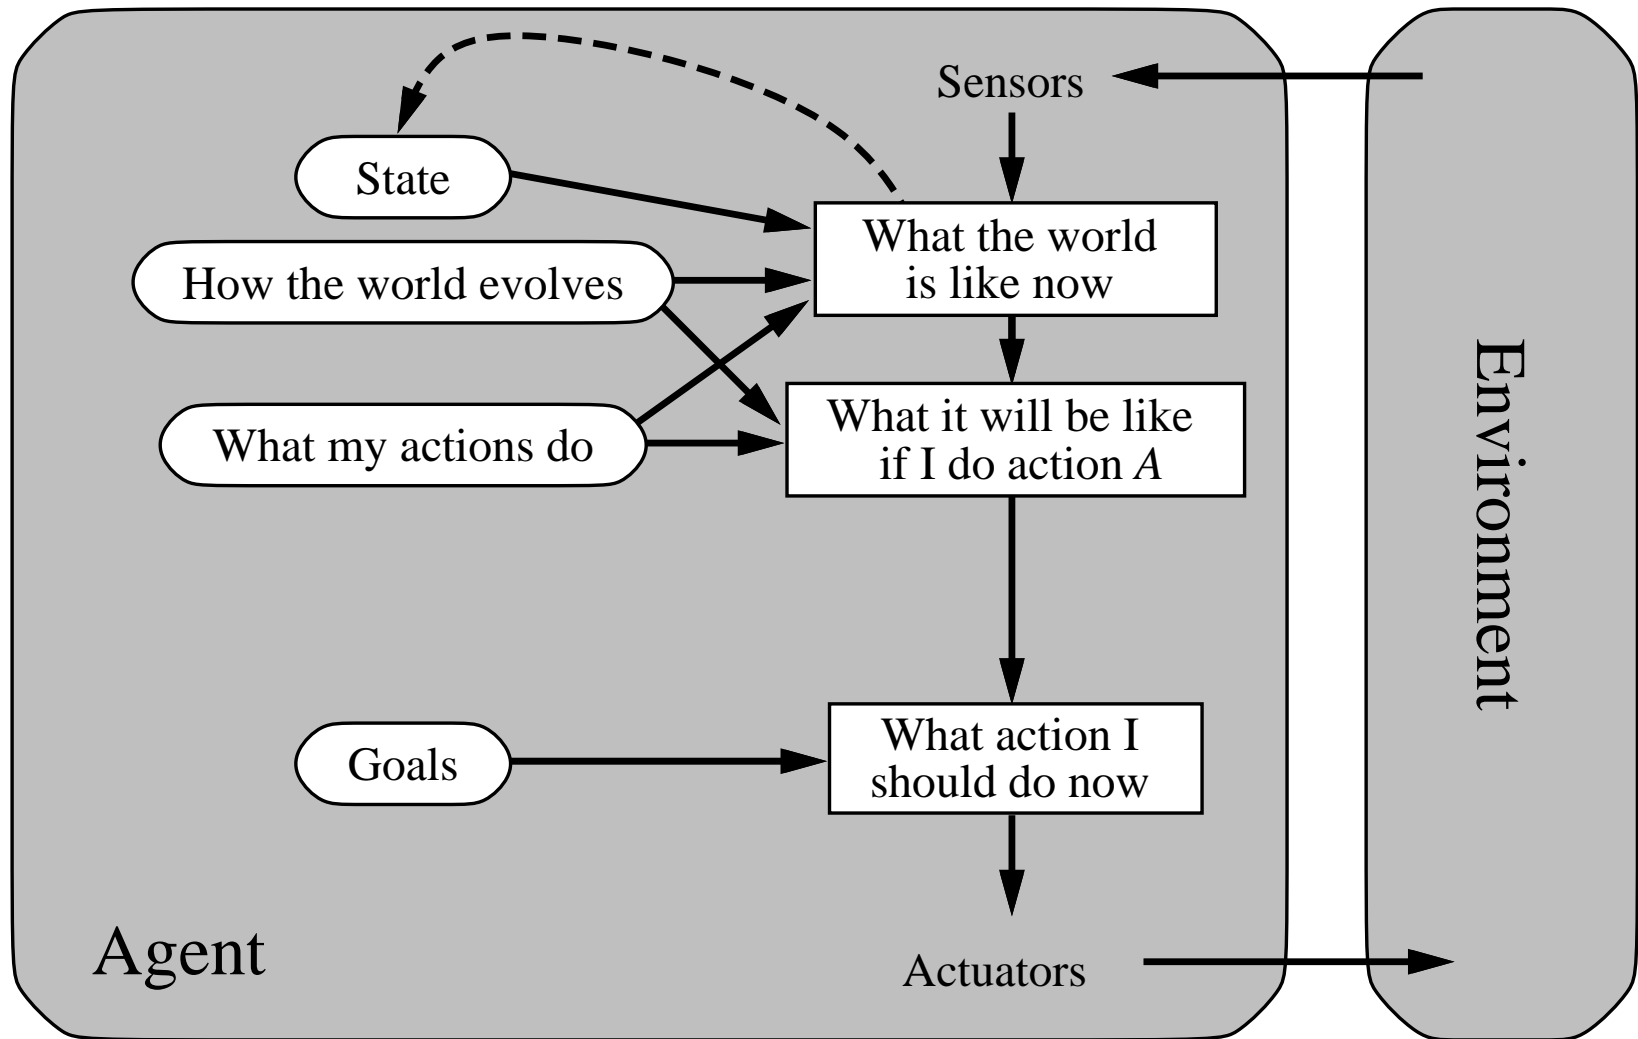 Sensors
State
What the world
is like now
How the world evolves
What my actions do
What it will be like
if I do action A
Goals
What action I
should do now
Agent
Actuators
Environment